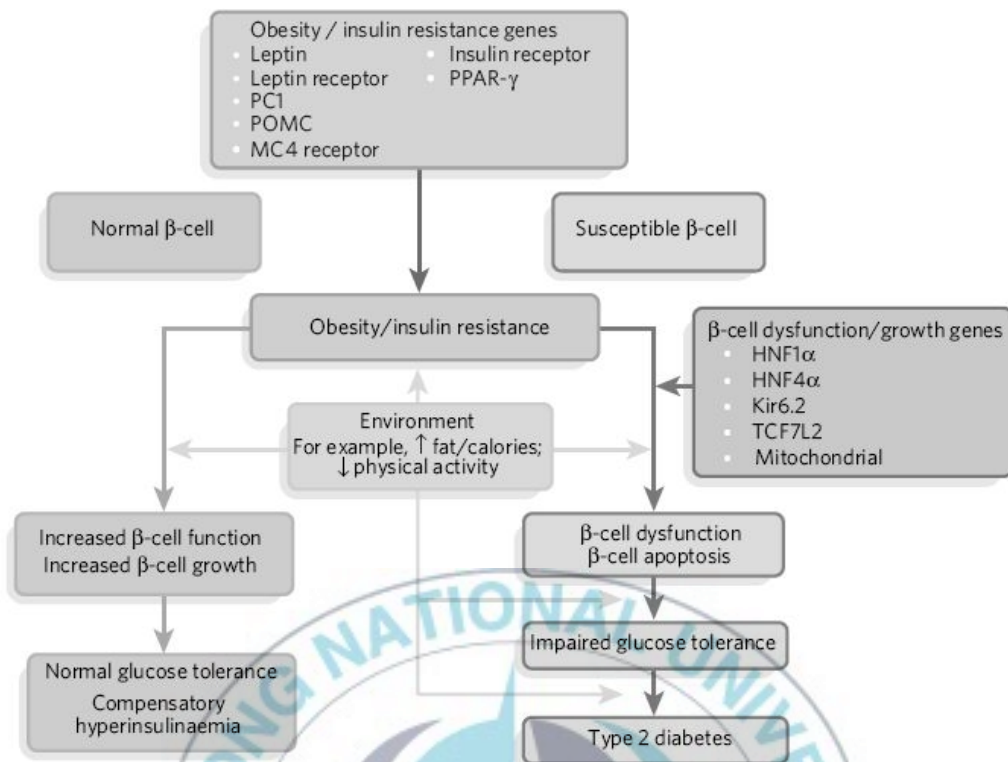 Obesity / insulin resistance genes
• Leptin
• Leptin receptor
• PC1
• POMC
• MC4 receptor
• Insulin receptor
• PPAR-γ
Normal β-cell
Susceptible β-cell
Obesity/insulin resistance
β-cell dysfunction/growth genes
• HNF1α
• HNF4α
• Kir6.2
• TCF7L2
• Mitochondrial
Environment
For example, ↑ fat/calories;
↓ physical activity
Increased β-cell function
Increased β-cell growth
β-cell dysfunction
β-cell apoptosis
Normal glucose tolerance
Compensatory
hyperinsulinaemia
Impaired glucose tolerance
Type 2 diabetes
ONG NATIONAL UNIVE